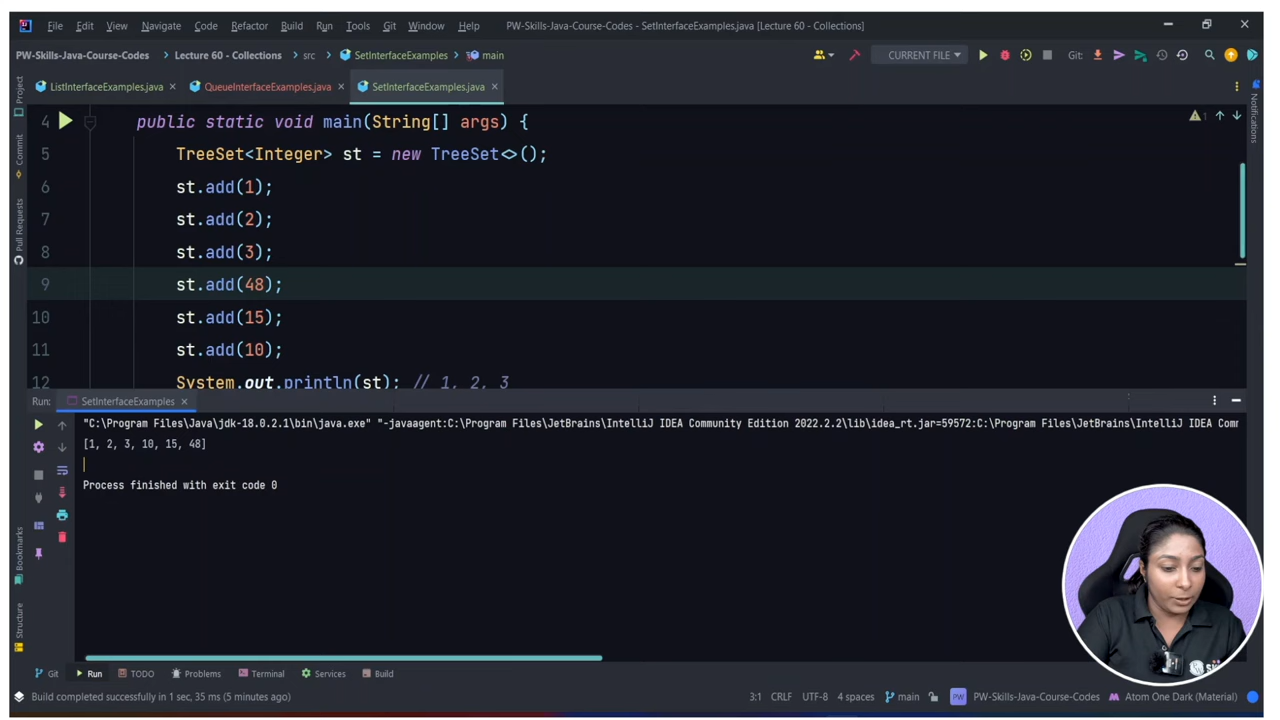 File Edit View Navigate Code Refactor Build Run Tools Git Window Help PW-Skills-Java-Course-Codes - SetInterfaceExamples.java [Lecture 60 - Collections]
PW-Skills-Java-Course-Codes Lecture 60 - Collections src SetInterfaceExamples main CURRENT FILE Git:
ListInterfaceExamples.java QueueInterfaceExamples.java SetInterfaceExamples.java
Project
Commit
Pull Requests
Notifications
1
4 public static void main(String[] args) {
5 TreeSet<Integer> st = new TreeSet<>();
6 st.add(1);
7 st.add(2);
8 st.add(3);
9 st.add(48);
10 st.add(15);
11 st.add(10);
12 System.out.println(st); // 1, 2, 3
Run: SetInterfaceExamples
"C:\Program Files\Java\jdk-18.0.2.1\bin\java.exe" "-javaagent:C:\Program Files\JetBrains\IntelliJ IDEA Community Edition 2022.2.2\lib\idea_rt.jar=59572:C:\Program Files\JetBrains\IntelliJ IDEA Comm
[1, 2, 3, 10, 15, 48]
Process finished with exit code 0
Bookmarks
Structure
Git Run TODO Problems Terminal Services Build
Build completed successfully in 1 sec, 35 ms (5 minutes ago) 3:1 CRLF UTF-8 4 spaces main PW PW-Skills-Java-Course-Codes Atom One Dark (Material)